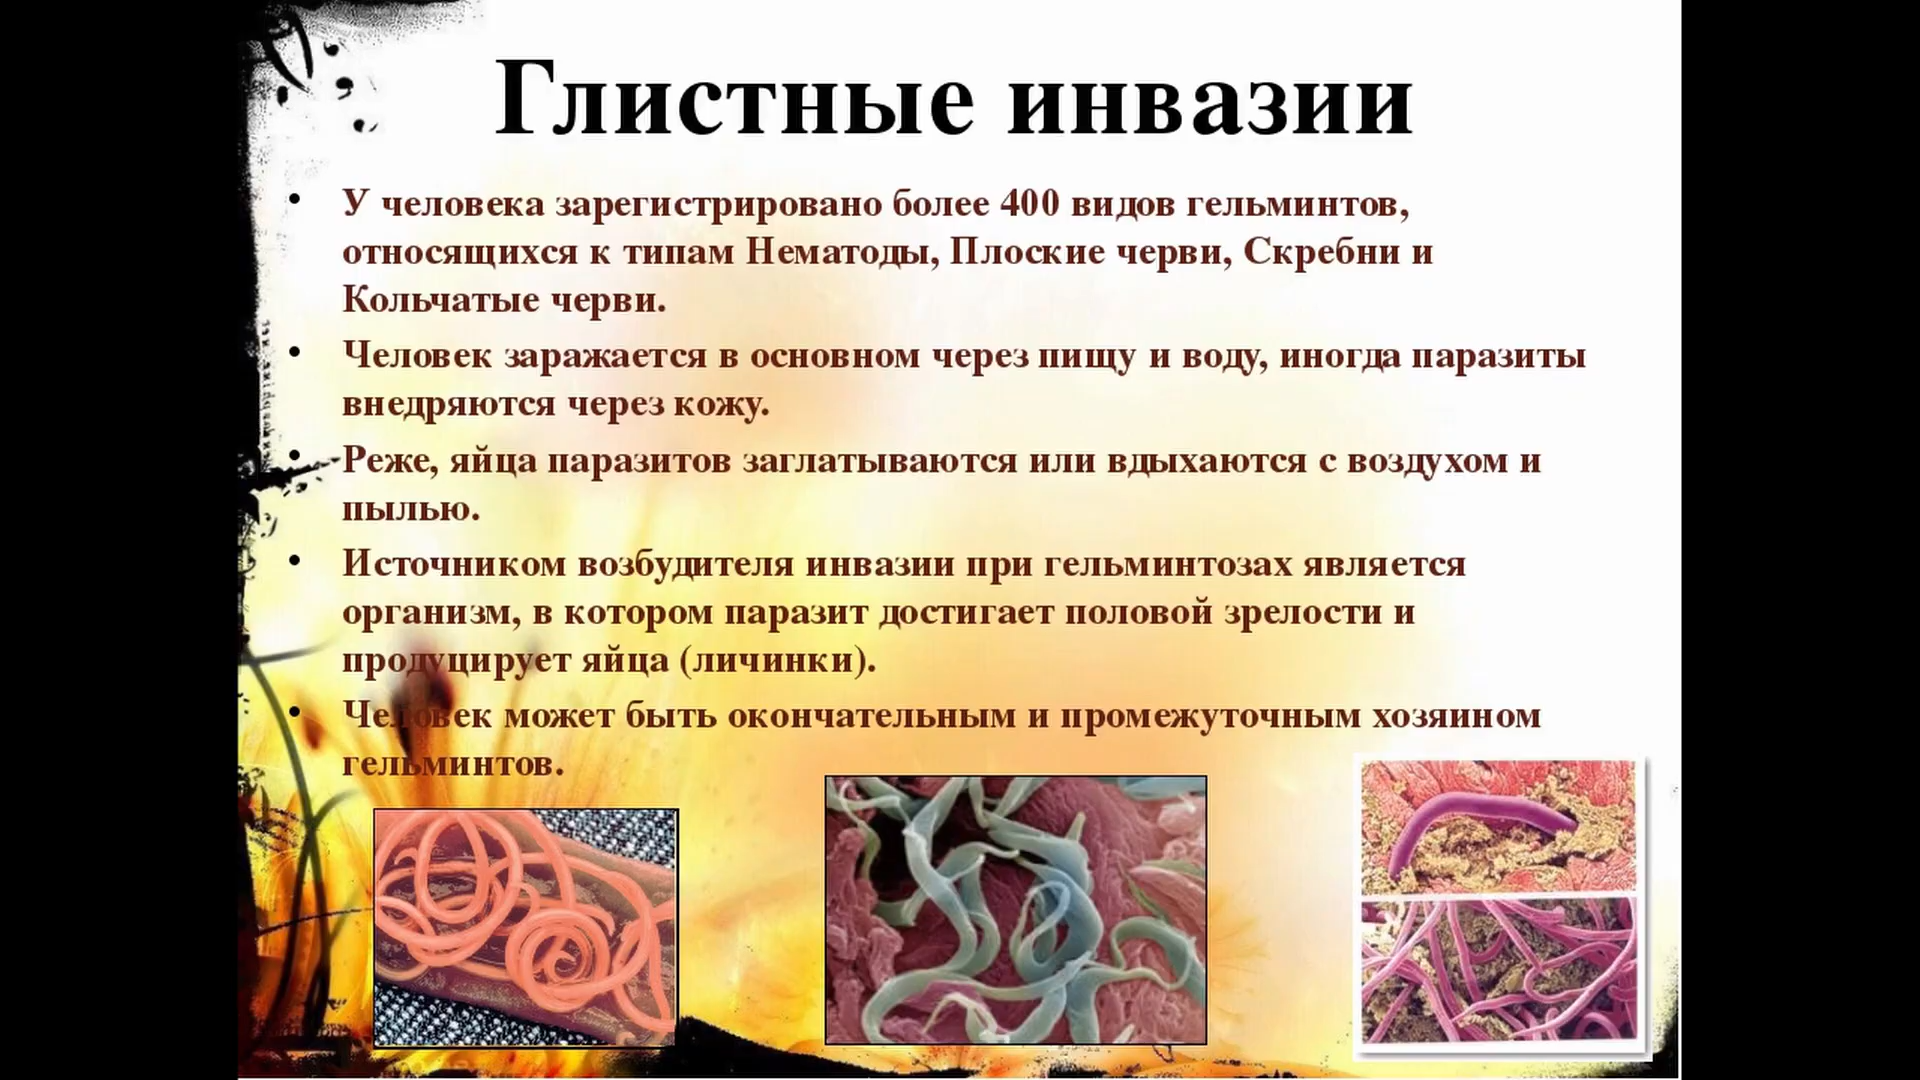 Глистные инвазии
• У человека зарегистрировано более 400 видов гельминтов,
относящихся к типам Нематоды, Плоские черви, Скребни и
Кольчатые черви.
• Человек заражается в основном через пищу и воду, иногда паразиты
внедряются через кожу.
• Реже, яйца паразитов заглатываются или вдыхаются с воздухом и
пылью.
• Источником возбудителя инвазии при гельминтозах является
организм, в котором паразит достигает половой зрелости и
продуцирует яйца (личинки).
• Человек может быть окончательным и промежуточным хозяином
гельминтов.